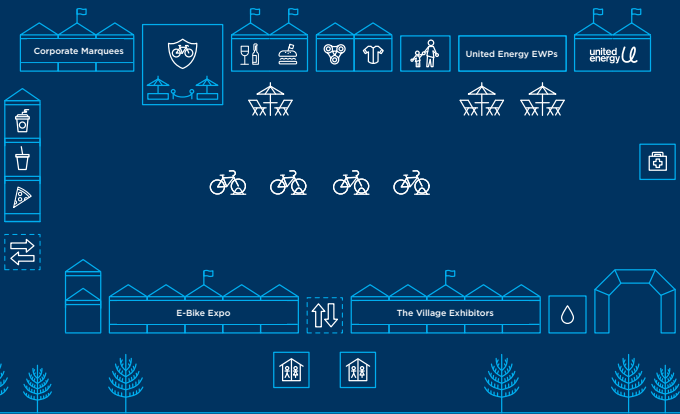 Corporate Marquees
United Energy EWPs
united
energy
E-Bike Expo
The Village Exhibitors